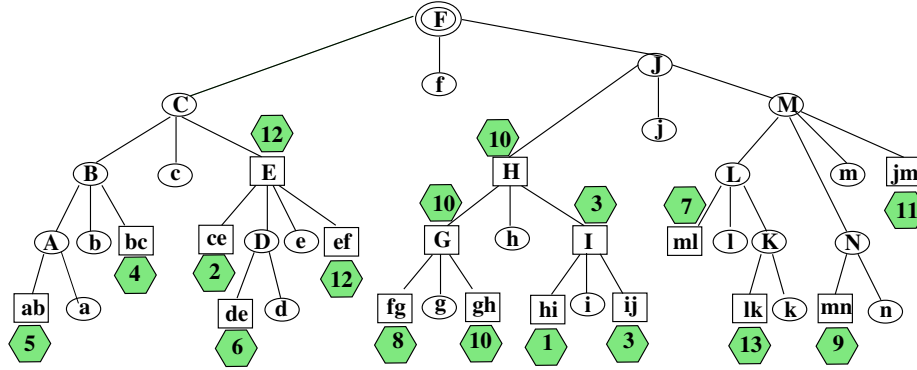 F
f
J
C
M
j
12
10
B
c
E
H
L
m
jm
10
3
7
11
A
b
bc
ce
D
e
ef
G
h
I
ml
l
K
N
4
2
12
ab
a
de
d
fg
g
gh
hi
i
ij
lk
k
mn
n
5
6
8
10
1
3
13
9